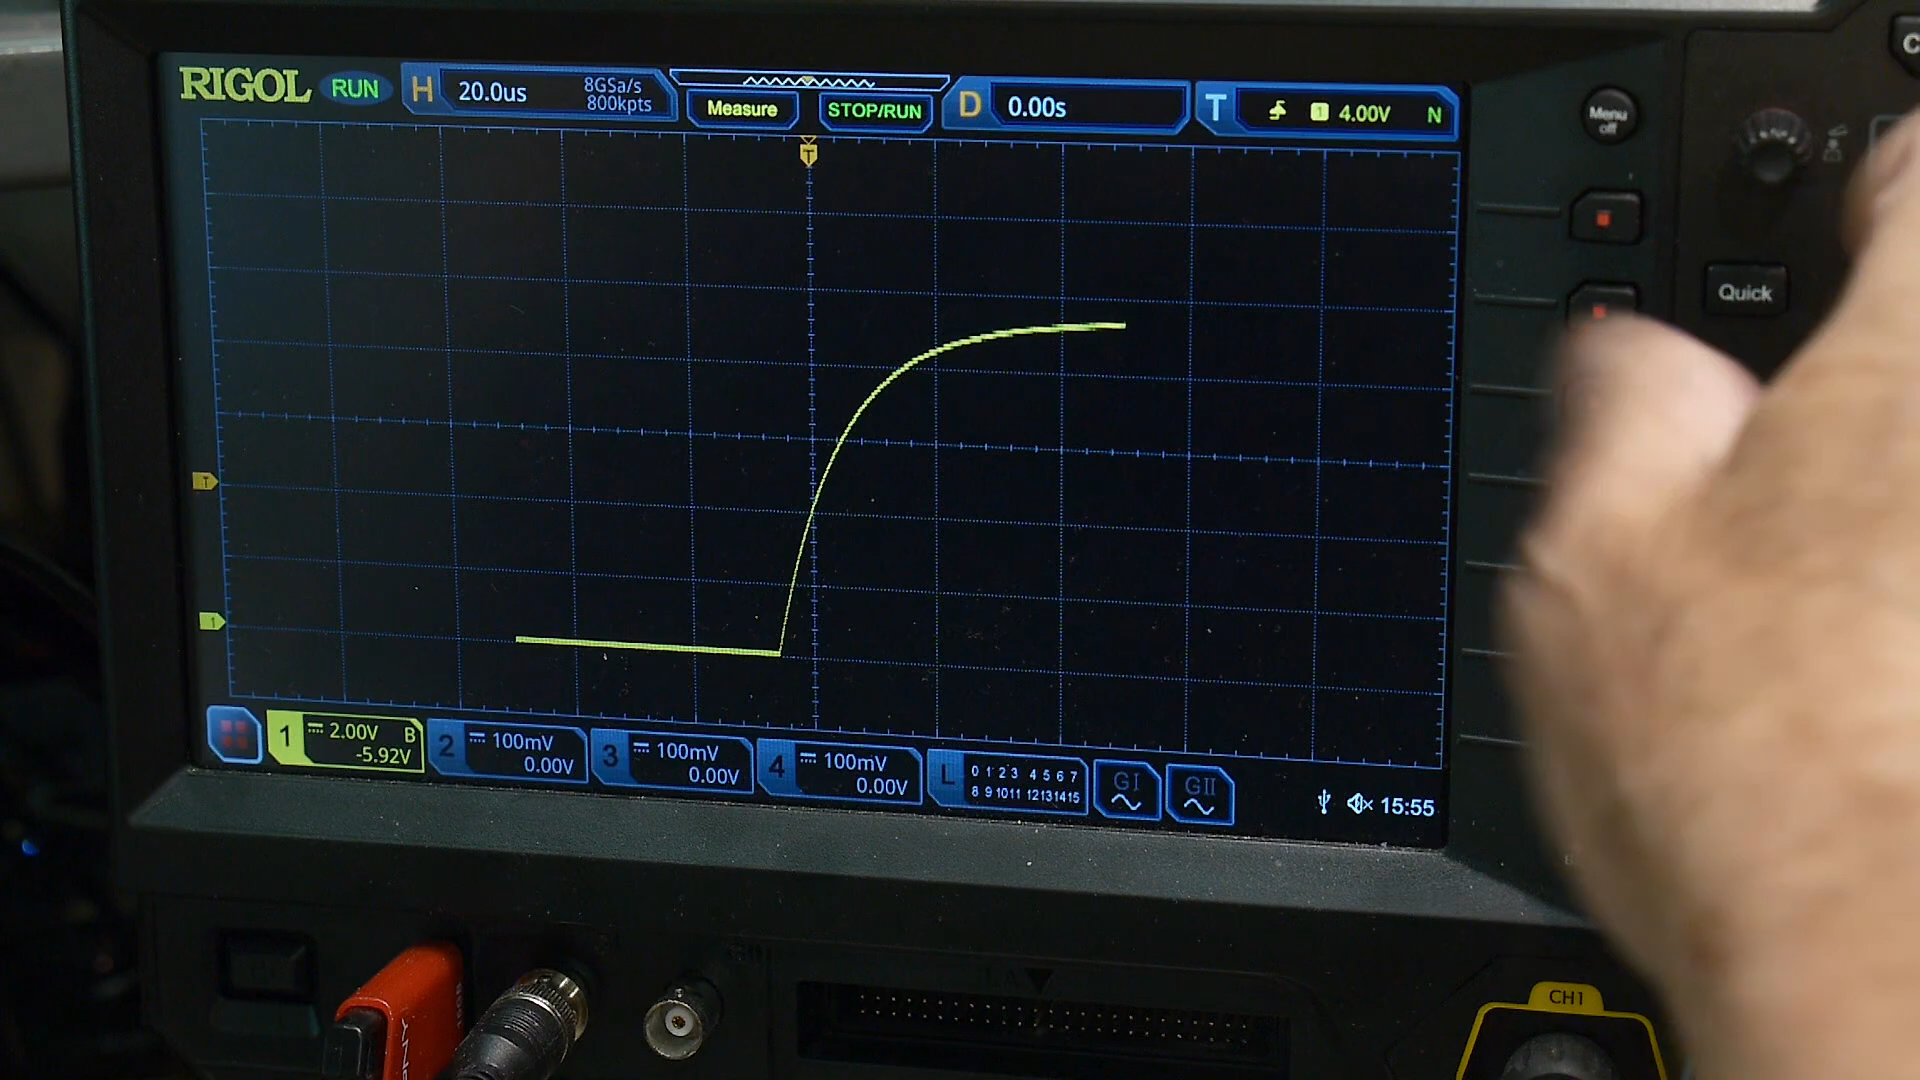 RIGOL RUN H 20.0us 8GSa/s 800kpts Measure STOP/RUN D 0.00s T 1 4.00V N
Menu off
T
Quick
T
1
1 2.00V B -5.92V
2 100mV 0.00V
3 100mV 0.00V
4 100mV 0.00V
L 0 1 2 3 4 5 6 7
8 9 10 11 12 13 14 15
GI GII
15:55
CH1